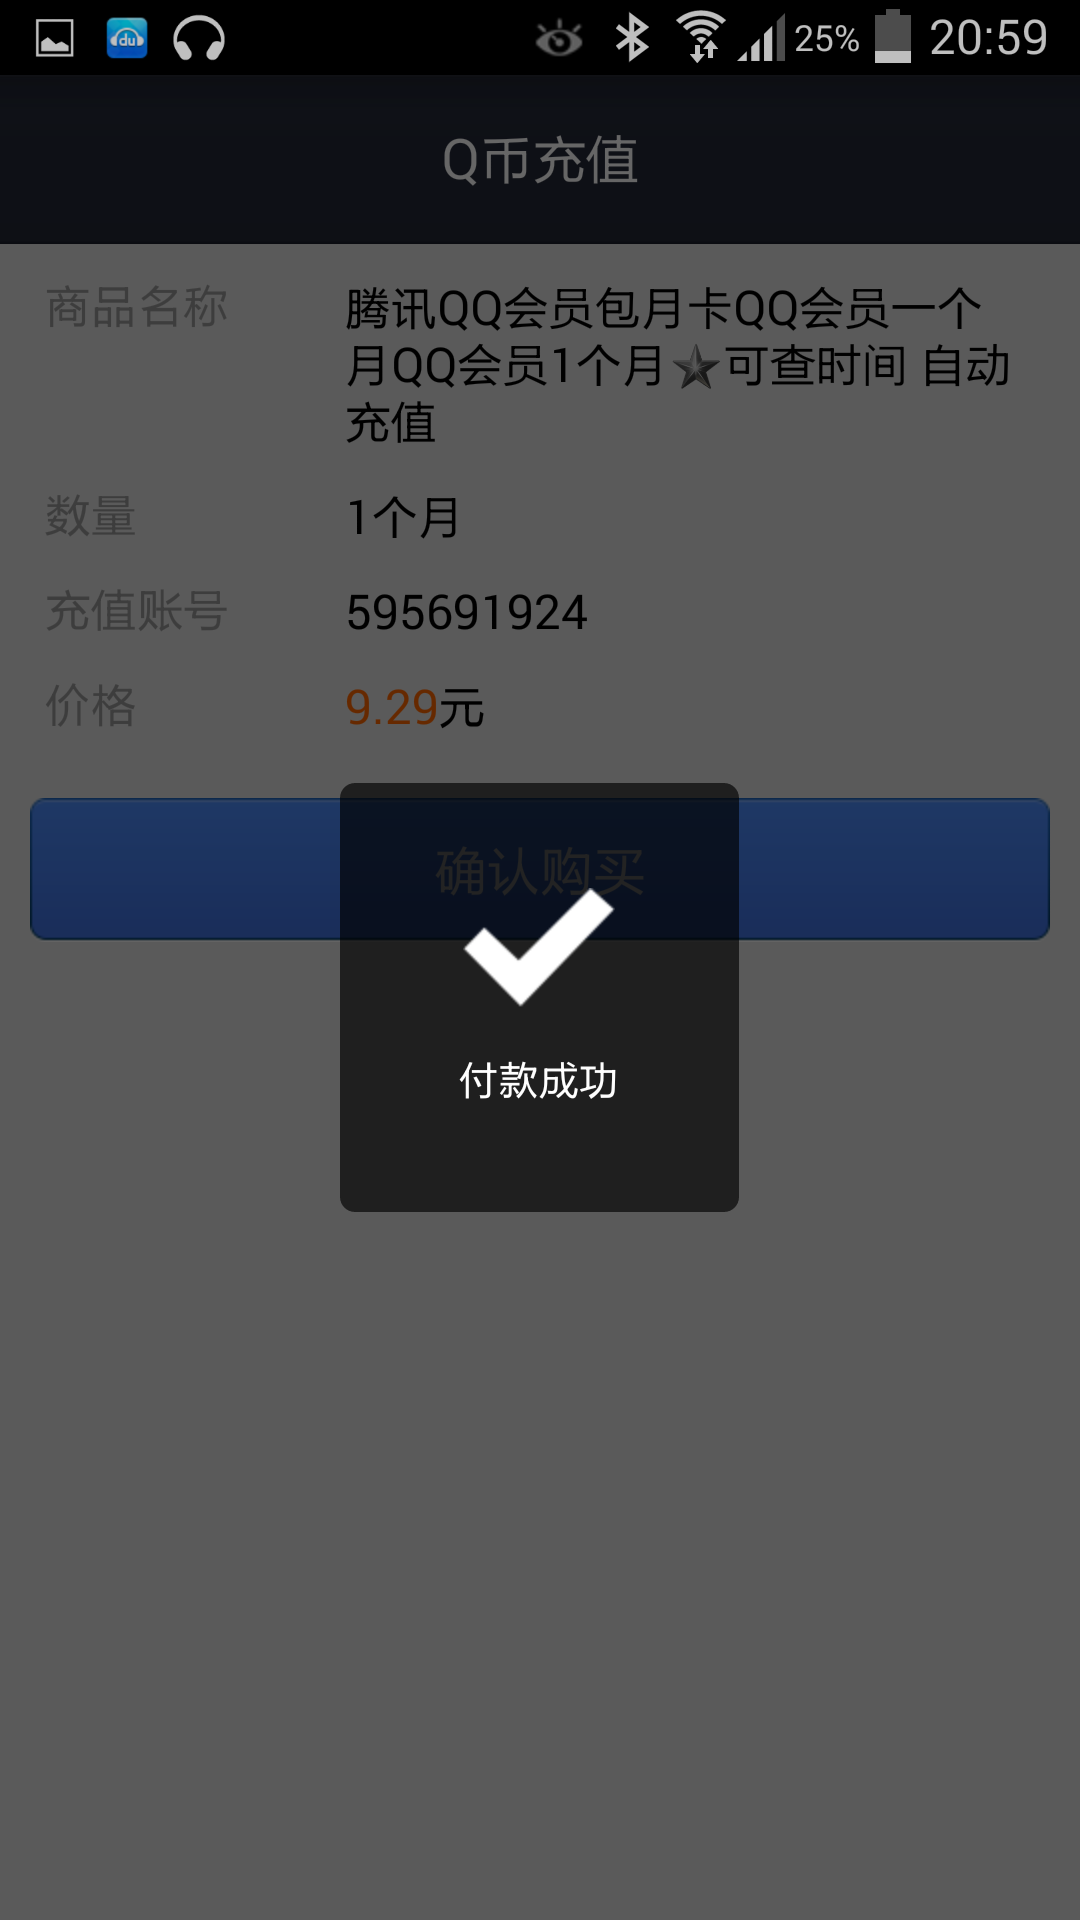 du
25%
20:59
Q币充值
商品名称
腾讯QQ会员包月卡QQ会员一个
月QQ会员1个月★可查时间 自动
充值
数量
1个月
充值账号
595691924
价格
9.29元
确认购买
付款成功